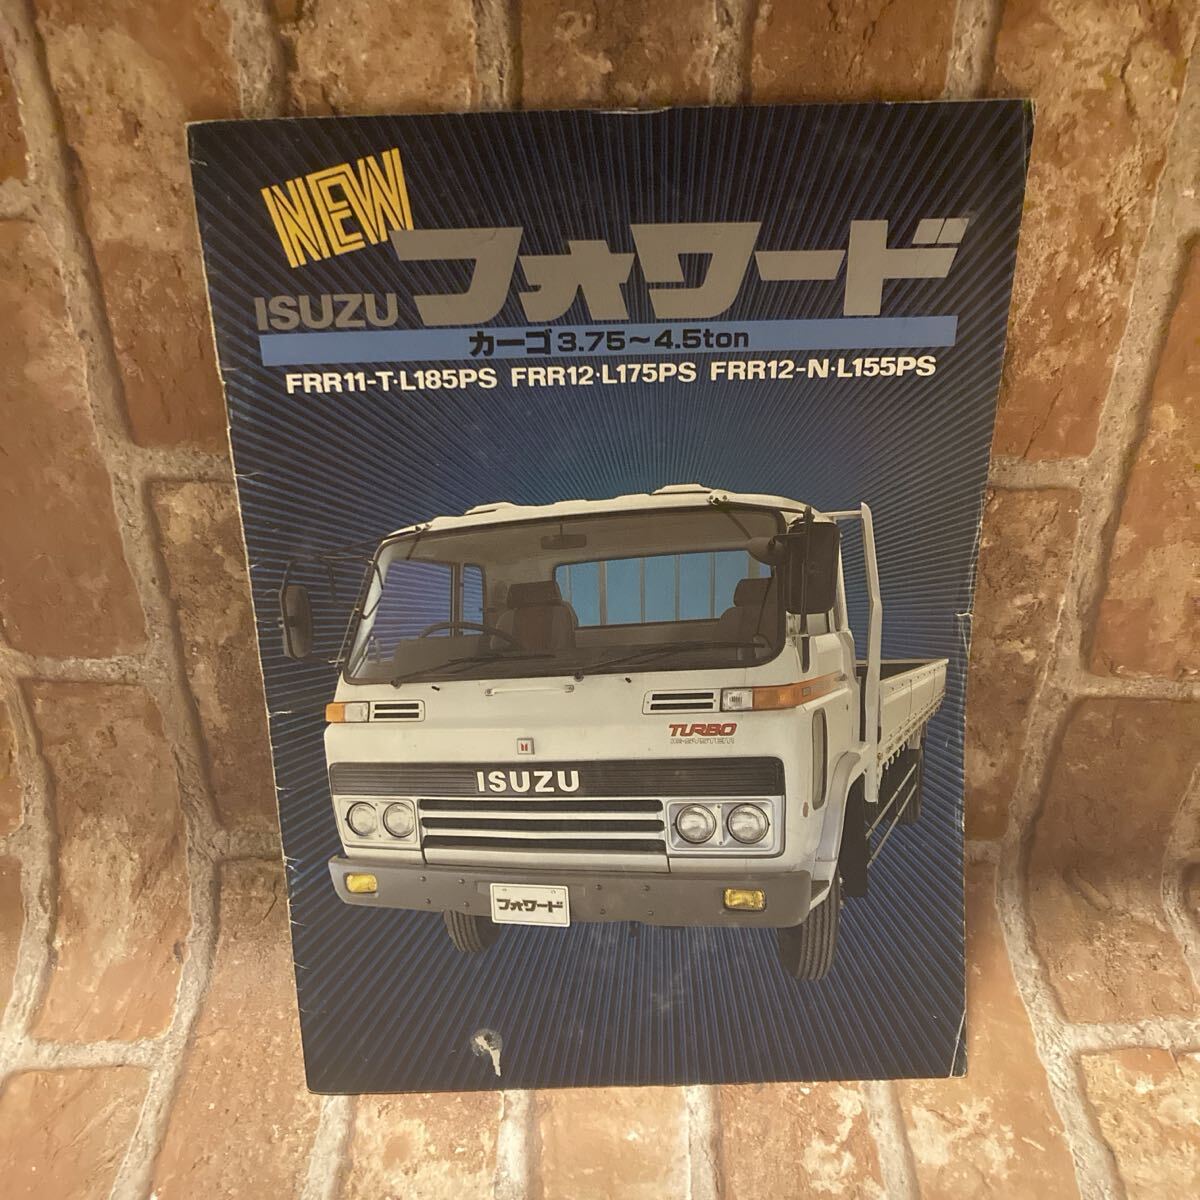 NEW
ISUZU フォワード
カーゴ3.75～4.5ton
FRR11-T・L185PS FRR12・L175PS FRR12-N・L155PS
TURBO
ISUZU
フォワード